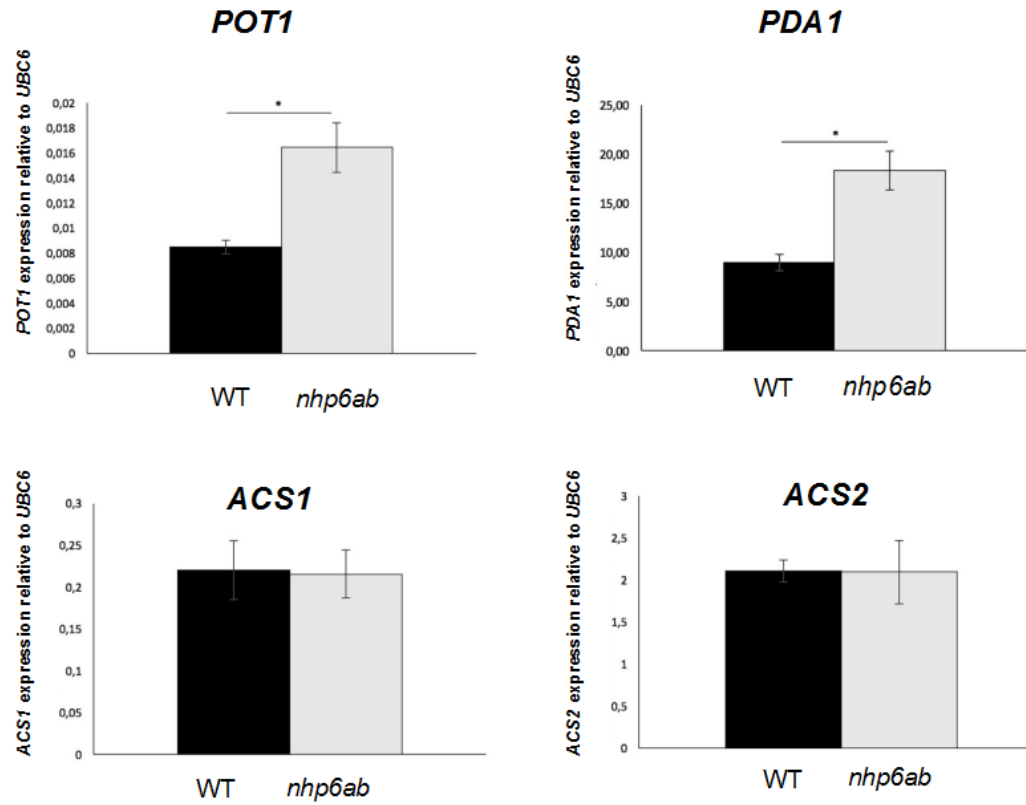 POT1
POT1 expression relative to UBC6
0,02
0,018
0,016
0,014
0,012
0,01
0,008
0,006
0,004
0,002
0
*
WT
nhp6ab
PDA1
PDA1 expression relative to UBC6
25,00
20,00
15,00
10,00
5,00
0,00
*
WT
nhp6ab
ACS1
ACS1 expression relative to UBC6
0,3
0,25
0,2
0,15
0,1
0,05
0
WT
nhp6ab
ACS2
ACS2 expression relative to UBC6
3
2,5
2
1,5
1
0,5
0
WT
nhp6ab